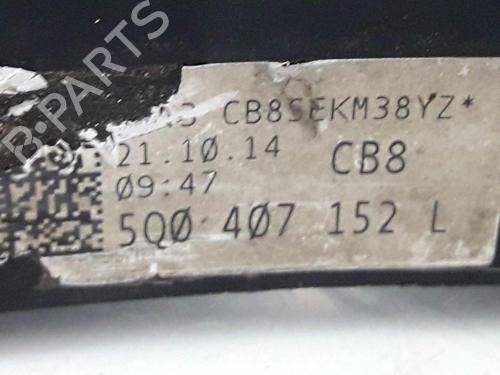 B-PARTS
CB8SEKM38YZ*
21.10.14 CB8
09:47
5Q0 407 152 L